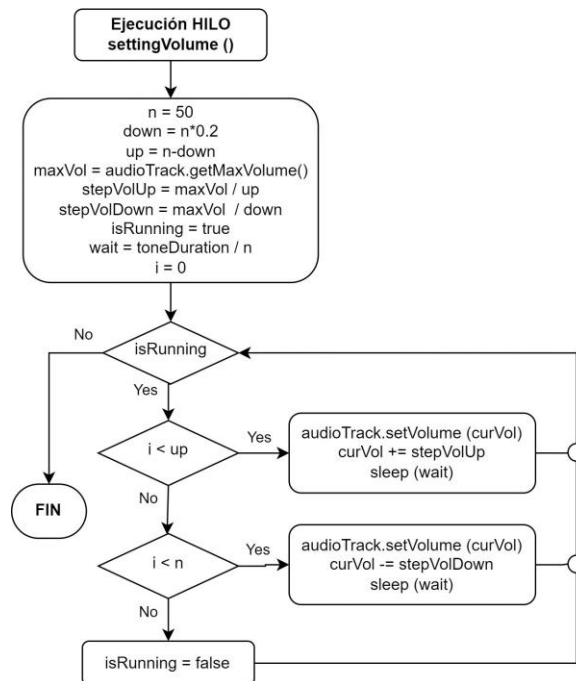 Ejecución HILO
settingVolume ()
n = 50
down = n*0.2
up = n-down
maxVol = audioTrack.getMaxVolume()
stepVolUp = maxVol / up
stepVolDown = maxVol / down
isRunning = true
wait = toneDuration / n
i = 0
No
isRunning
Yes
i < up
Yes
audioTrack.setVolume (curVol)
curVol += stepVolUp
sleep (wait)
FIN
No
i < n
Yes
audioTrack.setVolume (curVol)
curVol -= stepVolDown
sleep (wait)
No
isRunning = false